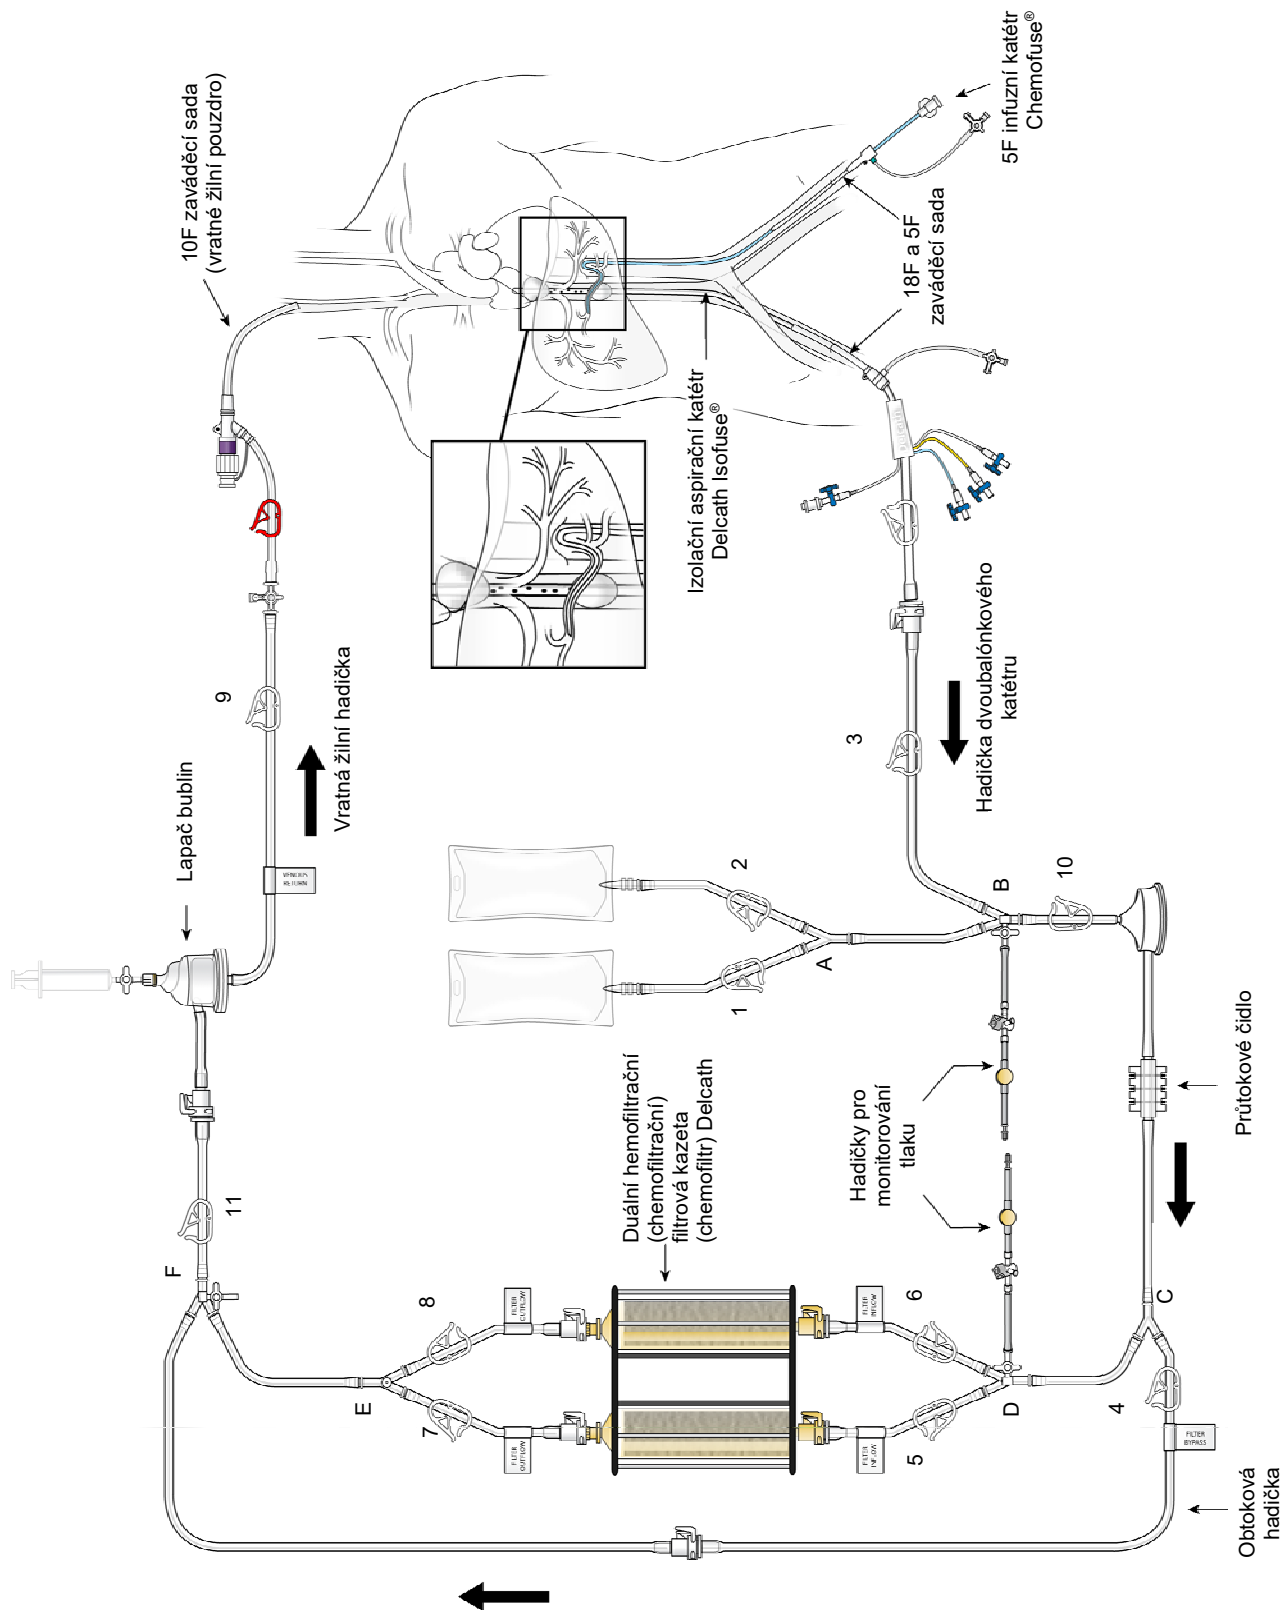 10F zaváděcí sada
(vratné žilní pouzdro)
5F infuzní katétr
Chemofuse®
18F a 5F
zaváděcí sada
Izolační aspirační katétr
Delcath Isofuse®
Delcath
9
Vratná žilní hadička
Lapač bublin
VENOUS
RETURN
3
Hadička dvoubalónkového
katétru
2
1
A
B
10
Průtokové čidlo
Hadičky pro
monitorování
tlaku
Duální hemofiltrační
(chemofiltrační)
filtrová kazeta
(chemofiltr) Delcath
11
F
8
FILTER
OUTFLOW
7
FILTER
OUTFLOW
E
6
FILTER
INFLOW
5
FILTER
INFLOW
D
C
4
FILTER
BYPASS
Obtoková
hadička